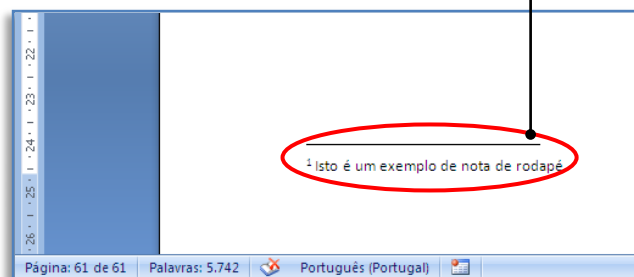 22
23
24
25
26
1 Isto é um exemplo de nota de rodapé
Página: 61 de 61 Palavras: 5.742 Português (Portugal)